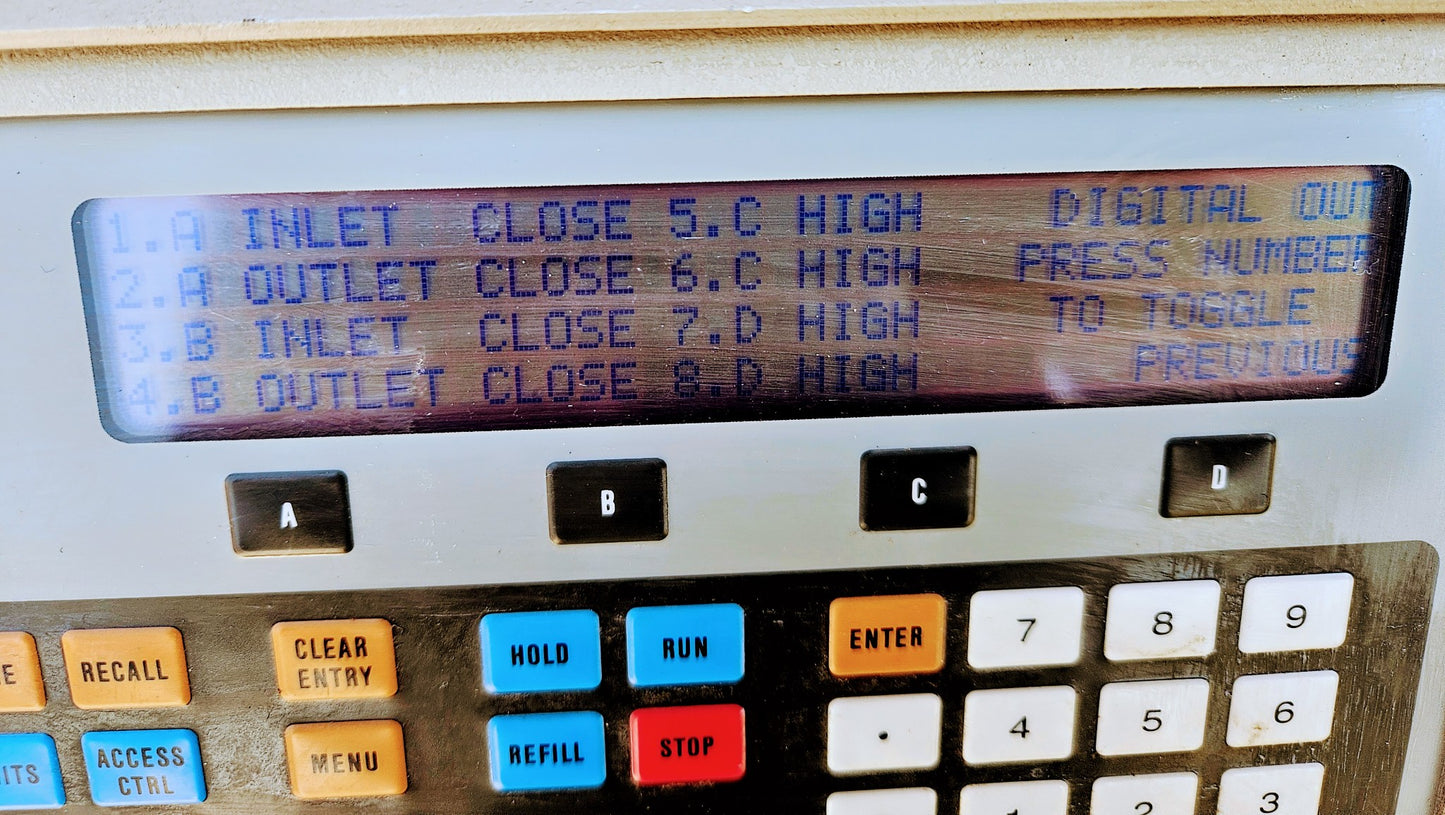 1.A INLET CLOSE 5.C HIGH DIGITAL OUT
2.A OUTLET CLOSE 6.C HIGH PRESS NUMBER
3.B INLET CLOSE 7.D HIGH TO TOGGLE
4.B OUTLET CLOSE 8.D HIGH PREVIOUS
A B C D
RECALL
CLEAR
ENTRY
HOLD RUN
ENTER 7 8 9
ACCESS
CTRL
MENU
REFILL STOP
. 4 5 6
1 2 3